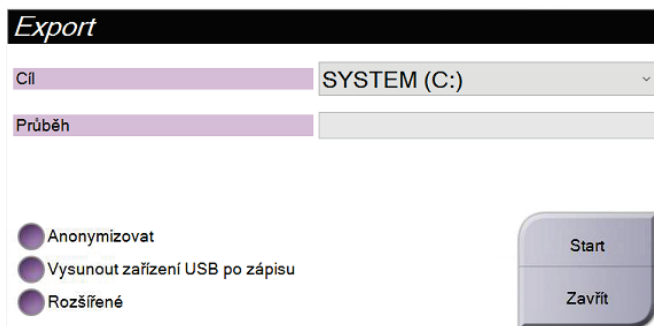 Export
Cíl
SYSTEM (C:)
Průběh
Anonymizovat
Vysunout zařízení USB po zápisu
Rozšířené
Start
Zavřít